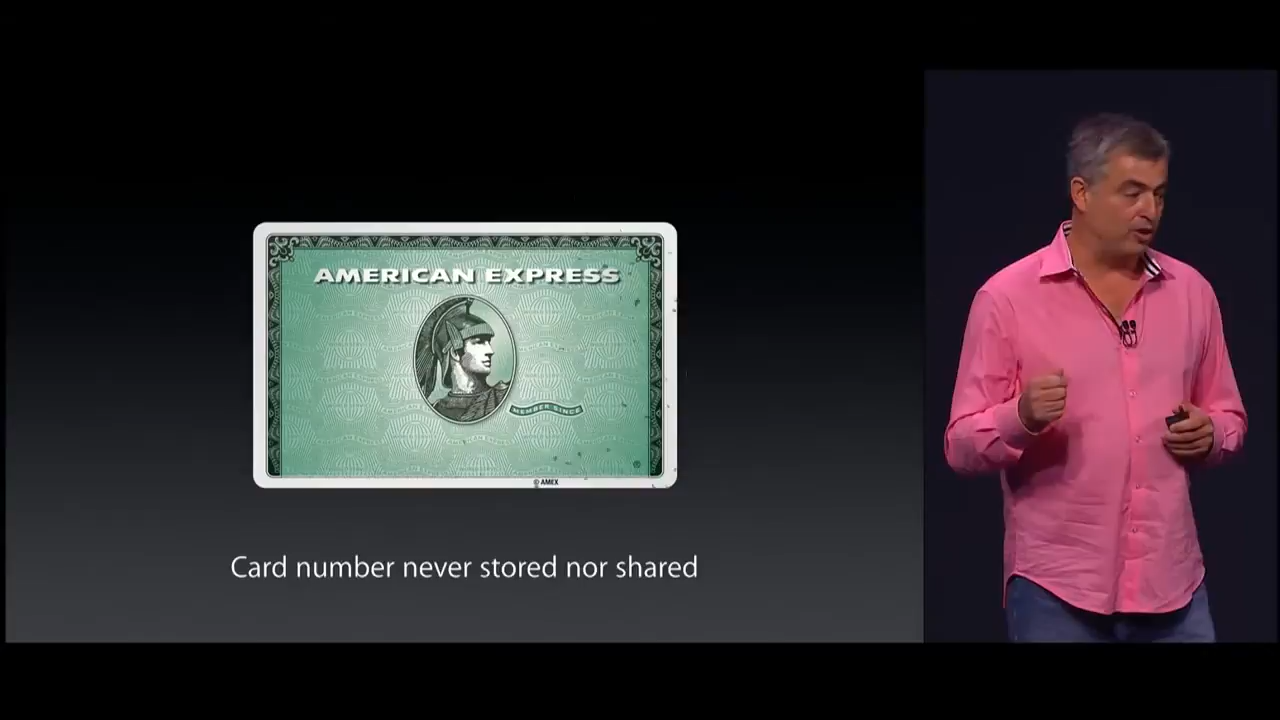 AMERICAN EXPRESS
MEMBER SINCE
®
© AMEX
Card number never stored nor shared